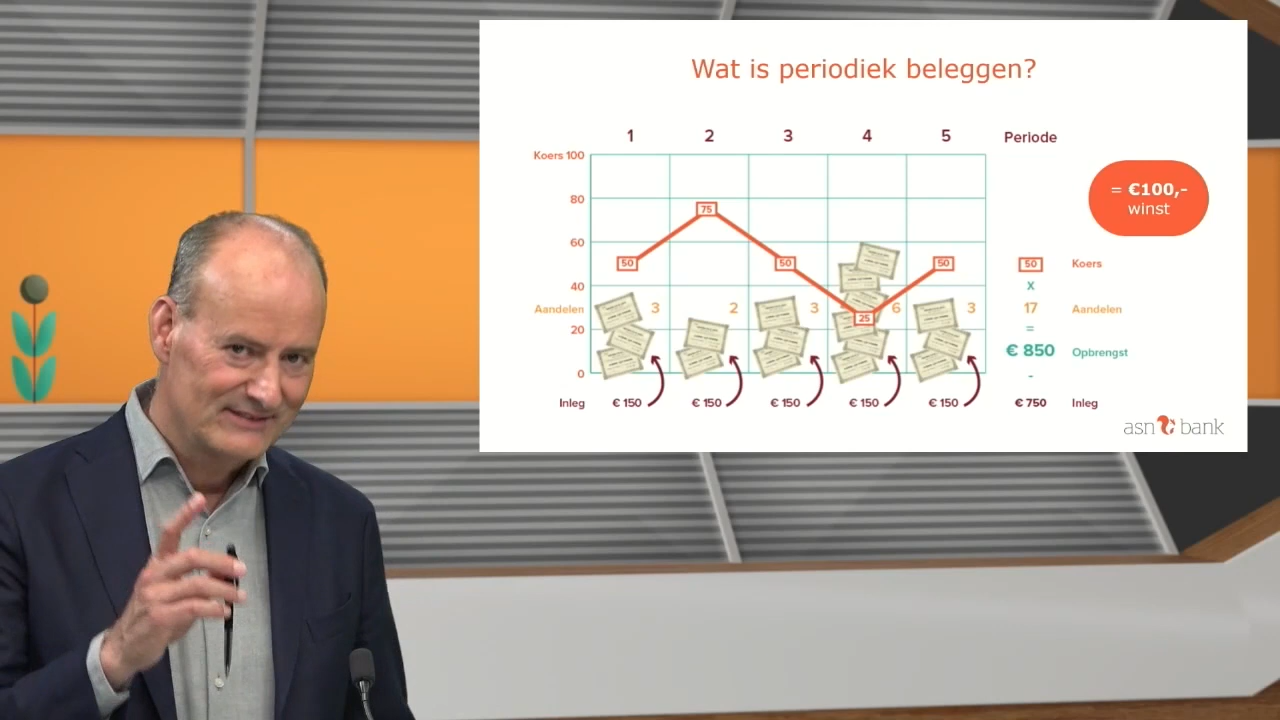 Wat is periodiek beleggen?
1 2 3 4 5 Periode
Koers 100
80
60
40
Aandelen
20
0
75
50 50 25 50
3 2 3 6 3
Inleg € 150 € 150 € 150 € 150 € 150
= €100,-
winst
50 Koers
x
17 Aandelen
=
€ 850 Opbrengst
-
€ 750 Inleg
asn bank